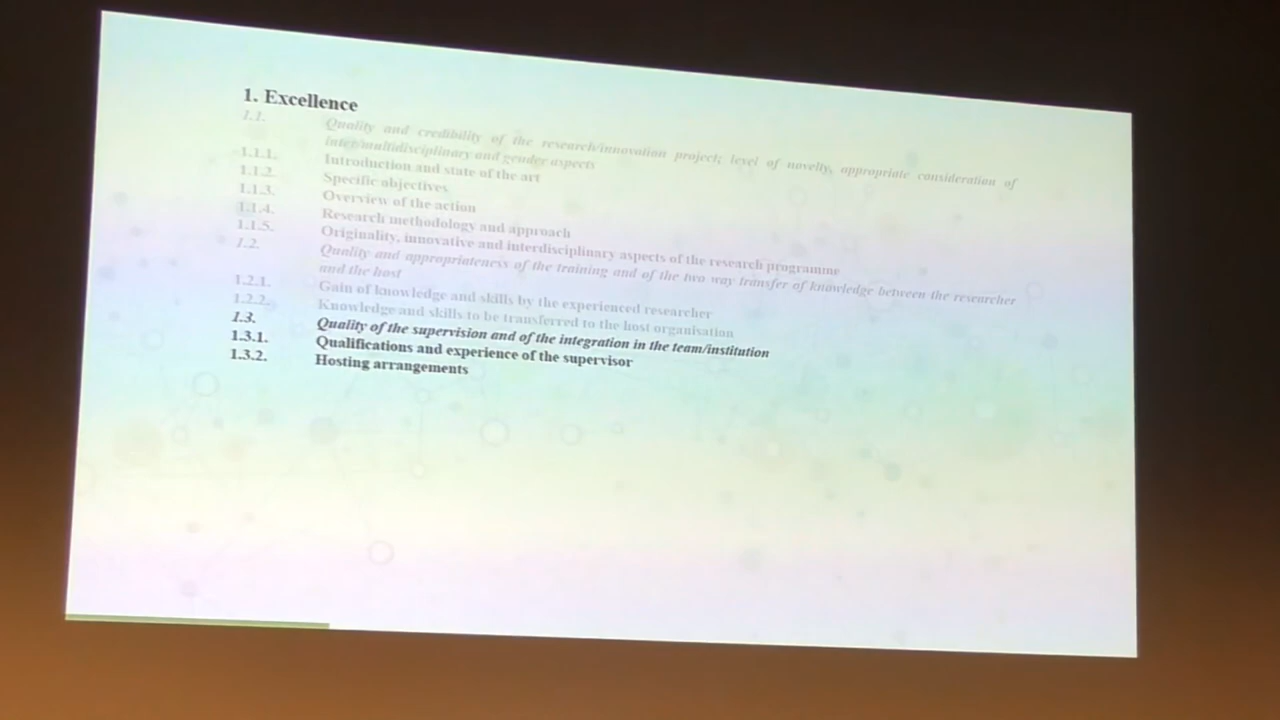 1. Excellence
1.1. Quality and credibility of the research/innovation project; level of novelty, appropriate consideration of
inter/multidisciplinary and gender aspects
1.1.1. Introduction and state of the art
1.1.2. Specific objectives
1.1.3. Overview of the action
1.1.4. Research methodology and approach
1.1.5. Originality, innovative and interdisciplinary aspects of the research programme
1.2. Quality and appropriateness of the training and of the two way transfer of knowledge between the researcher
and the host
1.2.1. Gain of knowledge and skills by the experienced researcher
1.2.2. Knowledge and skills to be transferred to the host organisation
1.3. Quality of the supervision and of the integration in the team/institution
1.3.1. Qualifications and experience of the supervisor
1.3.2. Hosting arrangements